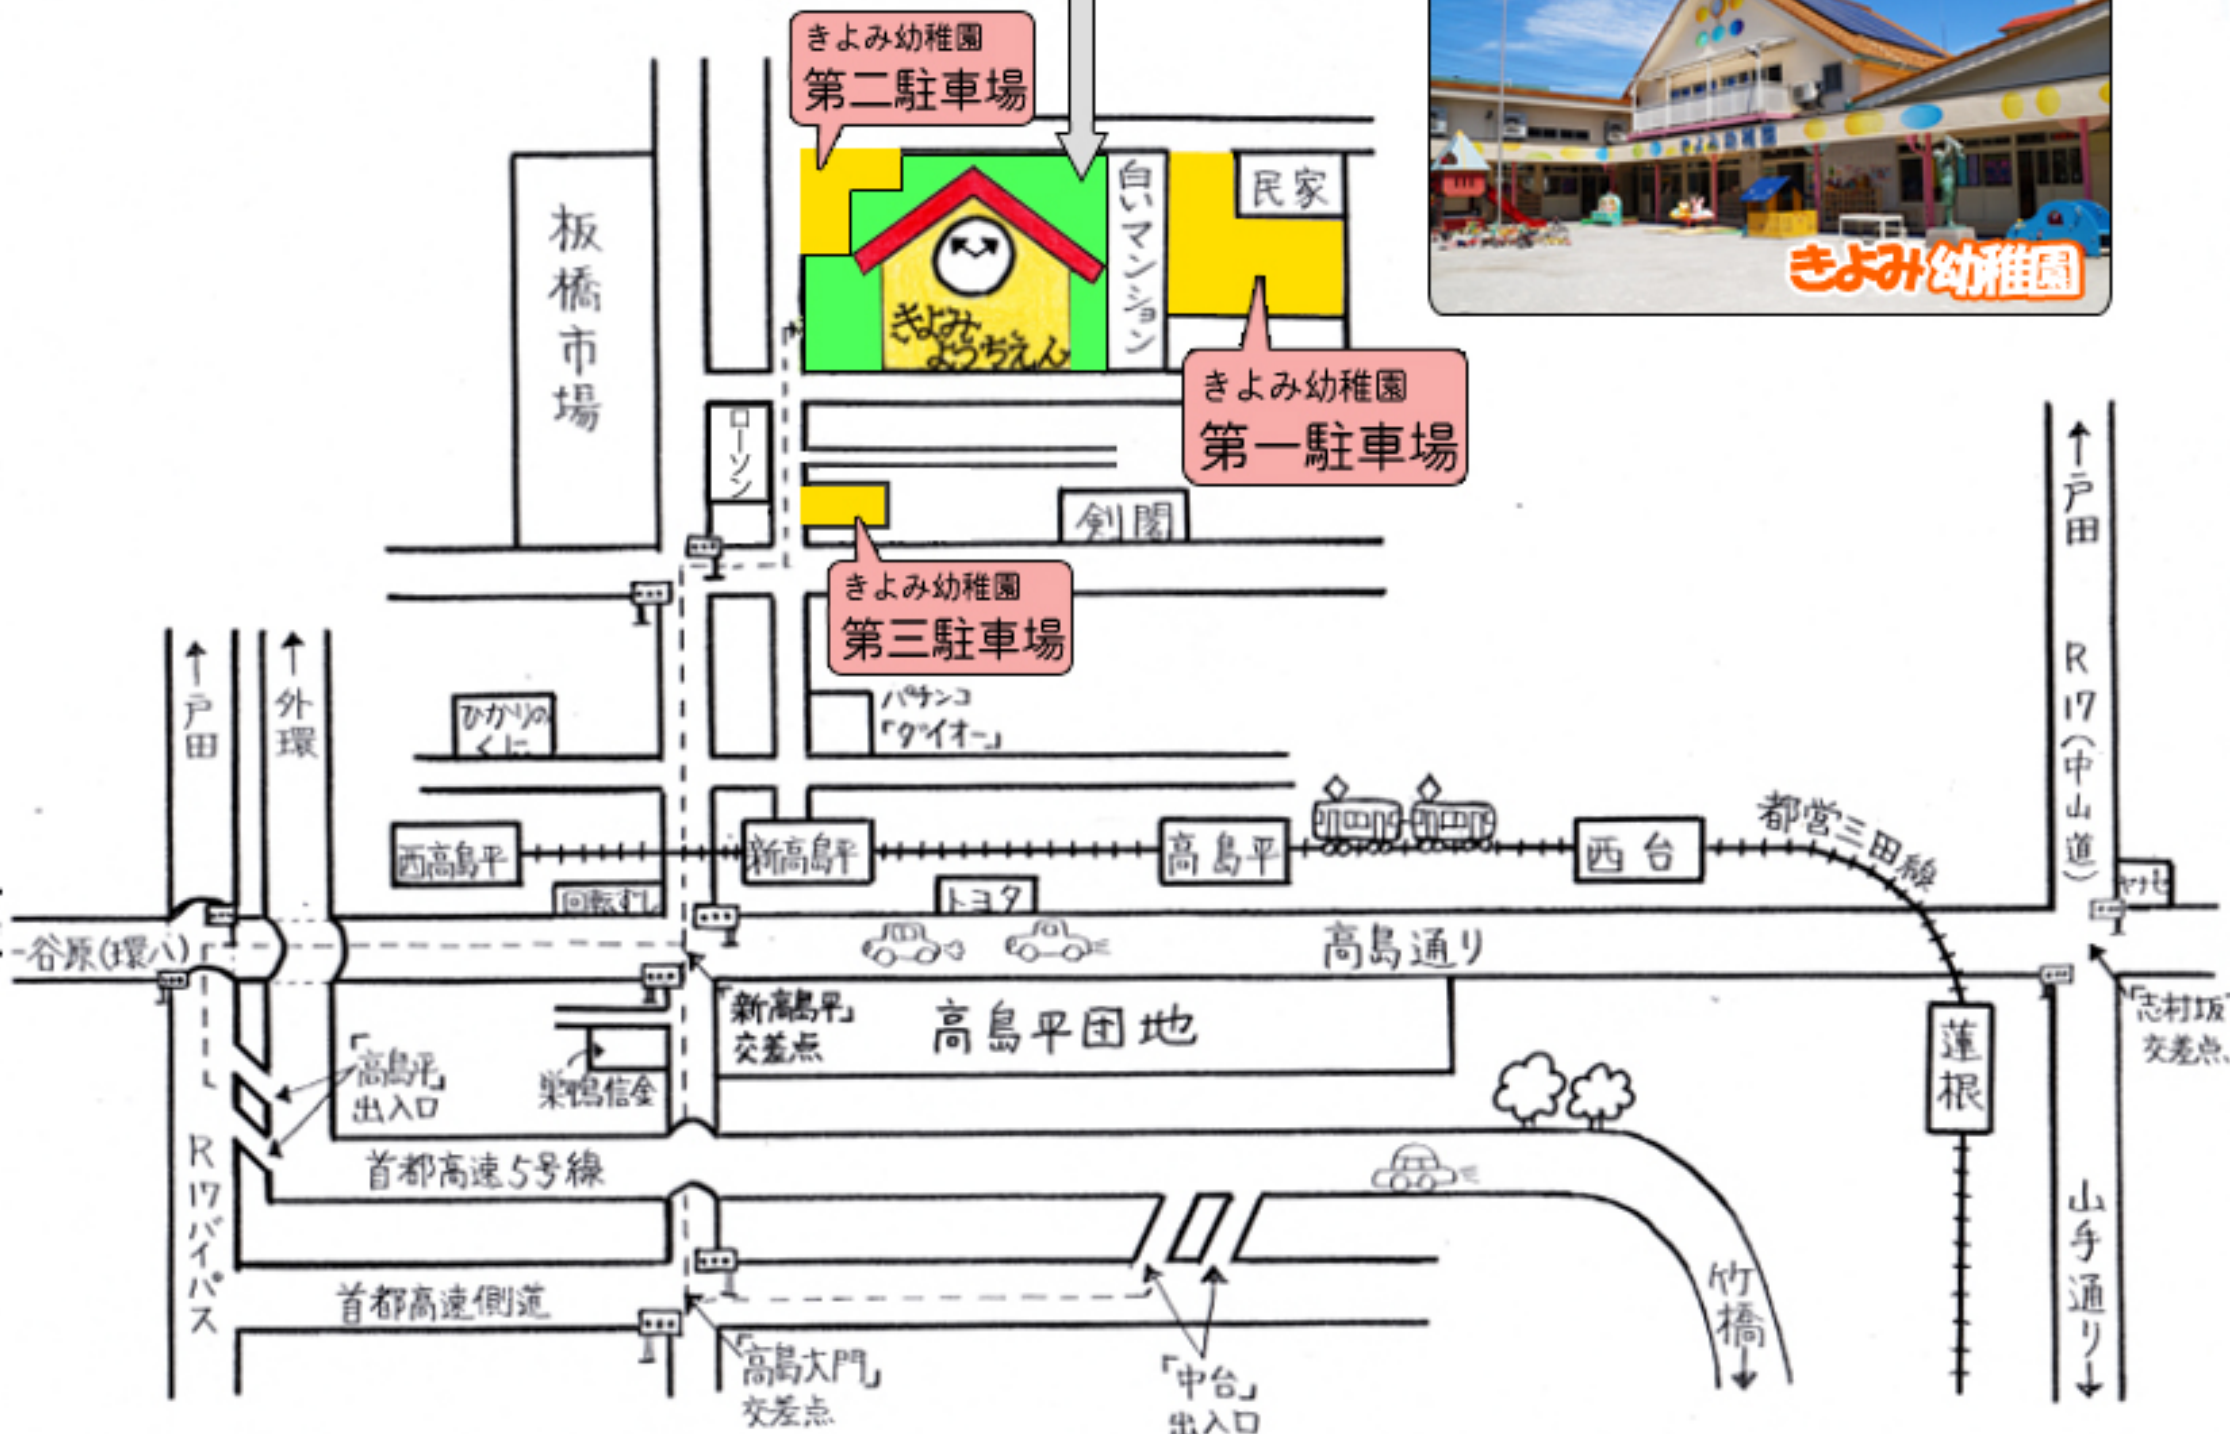 きよみ幼稚園
第二駐車場
きよみ幼稚園
板橋市場
白いマンション
民家
きよみ
ようちえん
きよみ幼稚園
第一駐車場
ローソン
剣閣
きよみ幼稚園
第三駐車場
↑戸田
R17(中山道)
↑戸田
↑外環
ひかりの
くに
パチンコ
「ダイオー」
西高島平
新高島平
高島平
西台
都営三田線
回転ずし
トヨタ
ヤナセ
谷原(環八)
高島通り
「新高島平」
交差点
高島平団地
「志村坂
交差点
蓮根
「高島平」
出入口
巣鴨信金
R17バイパス
首都高速5号線
首都高速側道
竹橋↓
山手通り↓
「高島大門」
交差点
「中台」
出入口